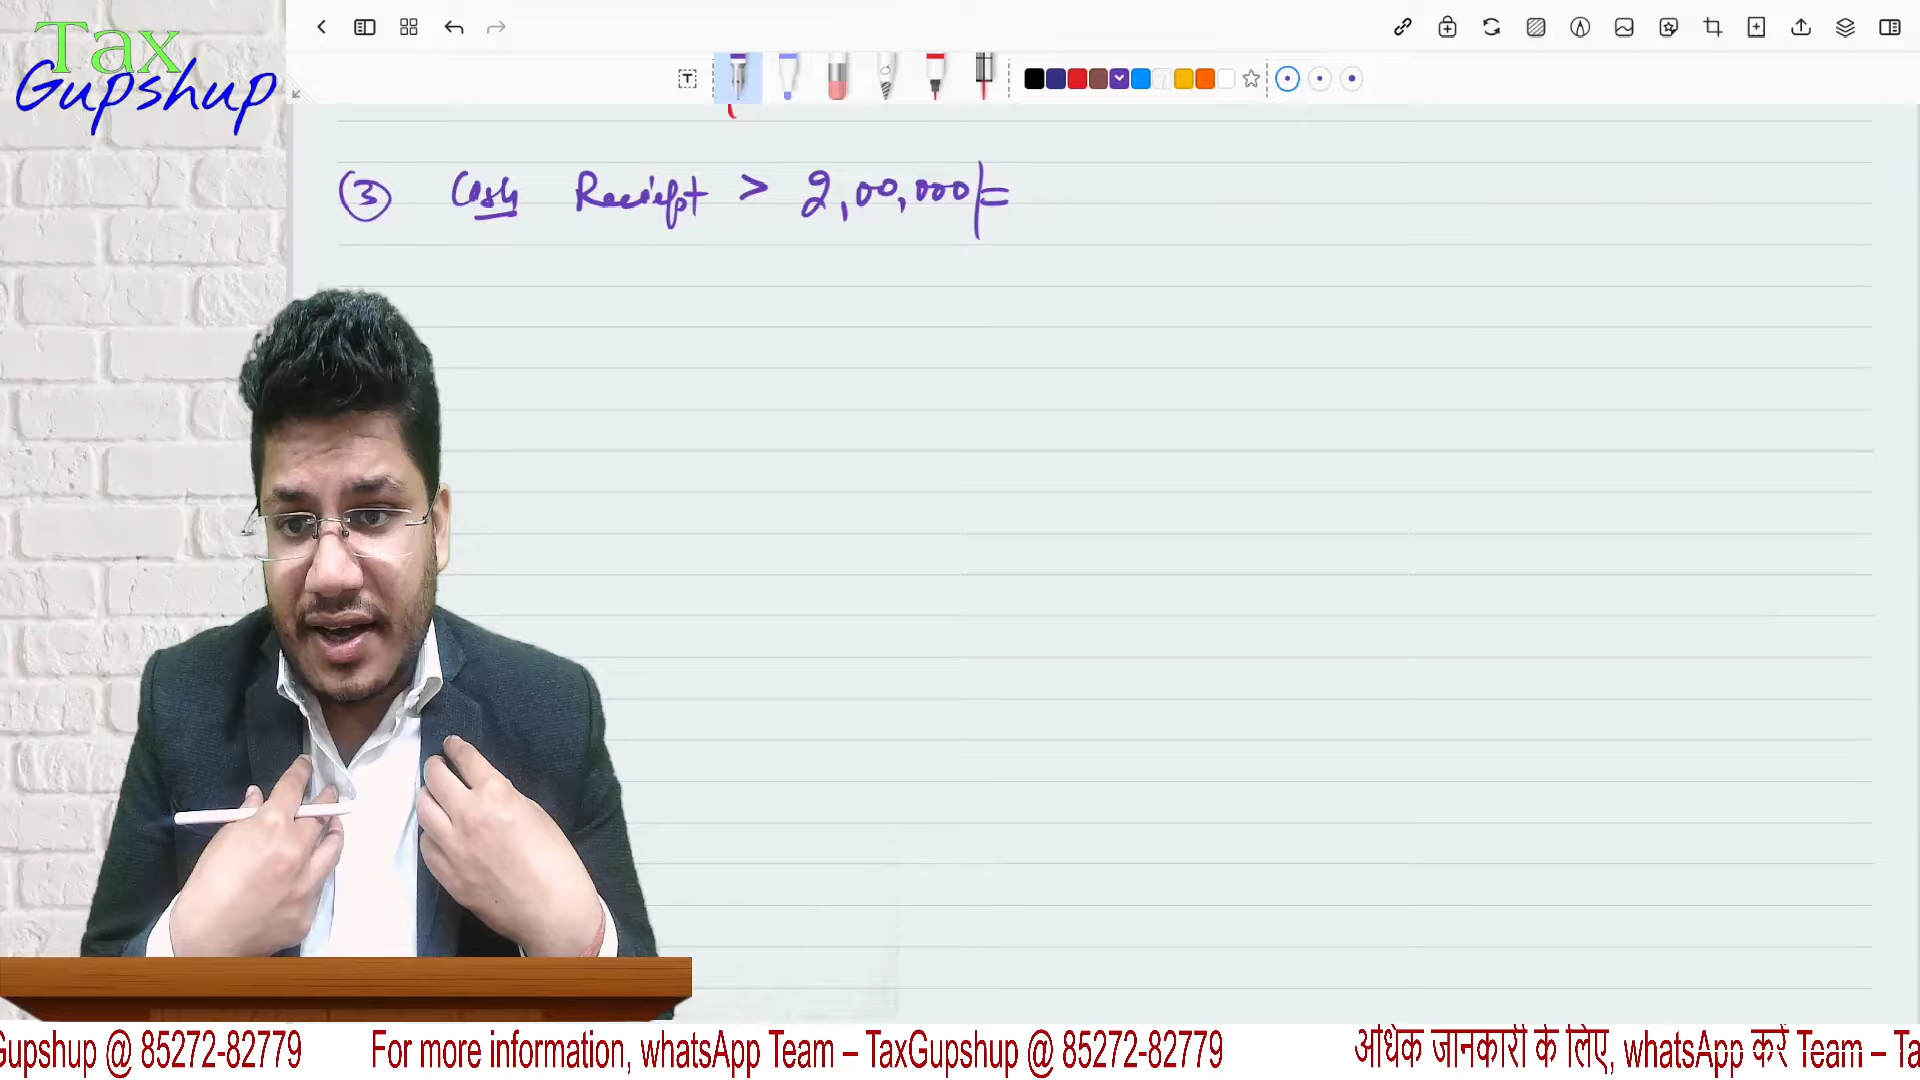 Tax
Gupshup
③ Cash Reciept > 2,00,000/=
Gupshup @ 85272-82779 For more information, whatsApp Team – TaxGupshup @ 85272-82779 अधिक जानकारी के लिए, whatsApp करें Team – Ta